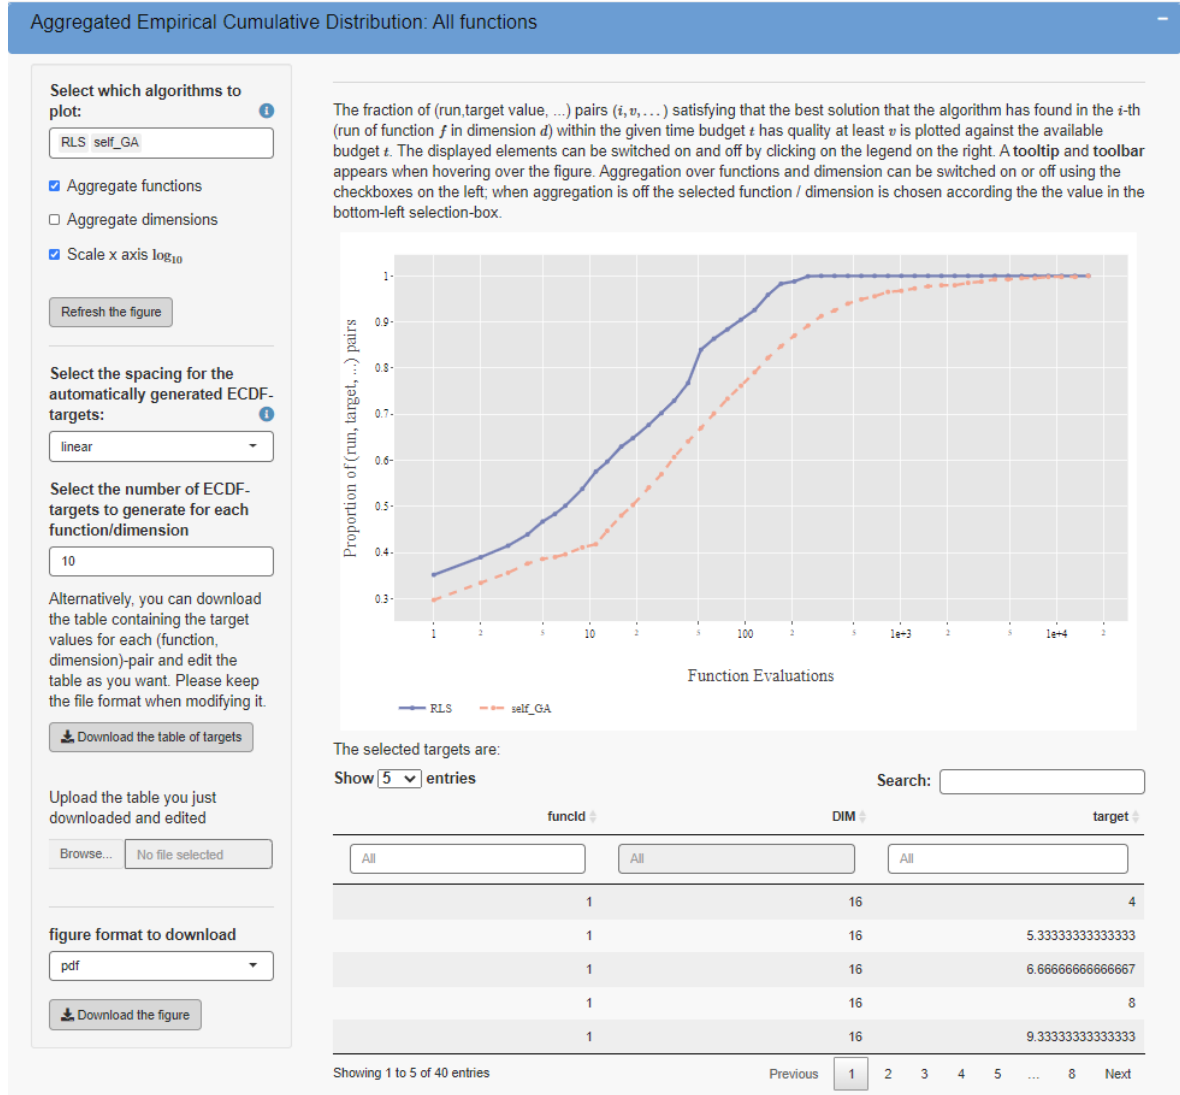 Aggregated Empirical Cumulative Distribution: All functions
Select which algorithms to
plot:
RLS self_GA
Aggregate functions
Aggregate dimensions
Scale x axis log10
Refresh the figure
Select the spacing for the
automatically generated ECDF-
targets:
linear
Select the number of ECDF-
targets to generate for each
function/dimension
10
Alternatively, you can download
the table containing the target
values for each (function,
dimension)-pair and edit the
table as you want. Please keep
the file format when modifying it.
Download the table of targets
Upload the table you just
downloaded and edited
Browse... No file selected
figure format to download
pdf
Download the figure
The fraction of (run,target value, ...) pairs (i, v, . . . ) satisfying that the best solution that the algorithm has found in the i-th
(run of function f in dimension d) within the given time budget t has quality at least v is plotted against the available
budget t. The displayed elements can be switched on and off by clicking on the legend on the right. A tooltip and toolbar
appears when hovering over the figure. Aggregation over functions and dimension can be switched on or off using the
checkboxes on the left; when aggregation is off the selected function / dimension is chosen according the the value in the
bottom-left selection-box.
Proportion of (run, target, ...) pairs
1
0.9
0.8
0.7
0.6
0.5
0.4
0.3
1 2 5 10 2 5 100 2 5 1e+3 2 5 1e+4 2
Function Evaluations
RLS self_GA
The selected targets are:
Show 5 entries Search:
funcId DIM target
All All All
1 16 4
1 16 5.33333333333333
1 16 6.66666666666667
1 16 8
1 16 9.33333333333333
Showing 1 to 5 of 40 entries Previous 1 2 3 4 5 ... 8 Next